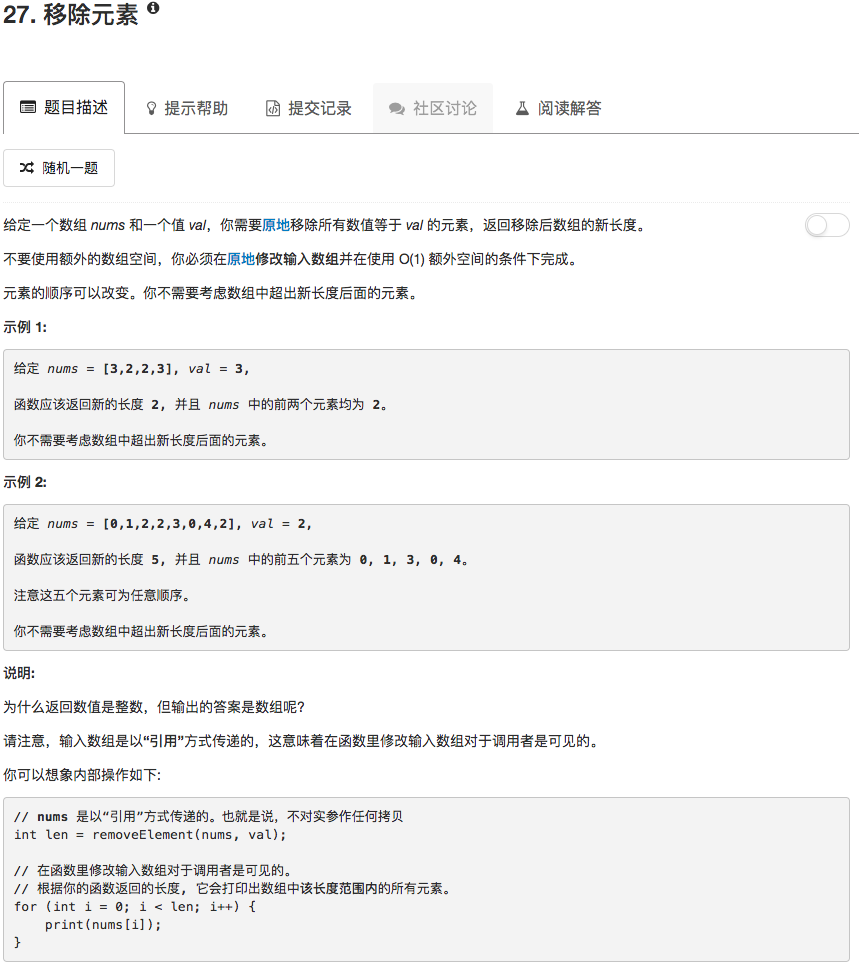 27. 移除元素
题目描述
提示帮助
提交记录
社区讨论
阅读解答
随机一题
给定一个数组 nums 和一个值 val，你需要原地移除所有数值等于 val 的元素，返回移除后数组的新长度。
不要使用额外的数组空间，你必须在原地修改输入数组并在使用 O(1) 额外空间的条件下完成。
元素的顺序可以改变。你不需要考虑数组中超出新长度后面的元素。
示例 1:
给定 nums = [3,2,2,3], val = 3,
函数应该返回新的长度 2, 并且 nums 中的前两个元素均为 2。
你不需要考虑数组中超出新长度后面的元素。
示例 2:
给定 nums = [0,1,2,2,3,0,4,2], val = 2,
函数应该返回新的长度 5, 并且 nums 中的前五个元素为 0, 1, 3, 0, 4。
注意这五个元素可为任意顺序。
你不需要考虑数组中超出新长度后面的元素。
说明:
为什么返回数值是整数，但输出的答案是数组呢?
请注意，输入数组是以“引用”方式传递的，这意味着在函数里修改输入数组对于调用者是可见的。
你可以想象内部操作如下:
// nums 是以“引用”方式传递的。也就是说，不对实参作任何拷贝
int len = removeElement(nums, val);
// 在函数里修改输入数组对于调用者是可见的。
// 根据你的函数返回的长度, 它会打印出数组中该长度范围内的所有元素。
for (int i = 0; i < len; i++) {
    print(nums[i]);
}